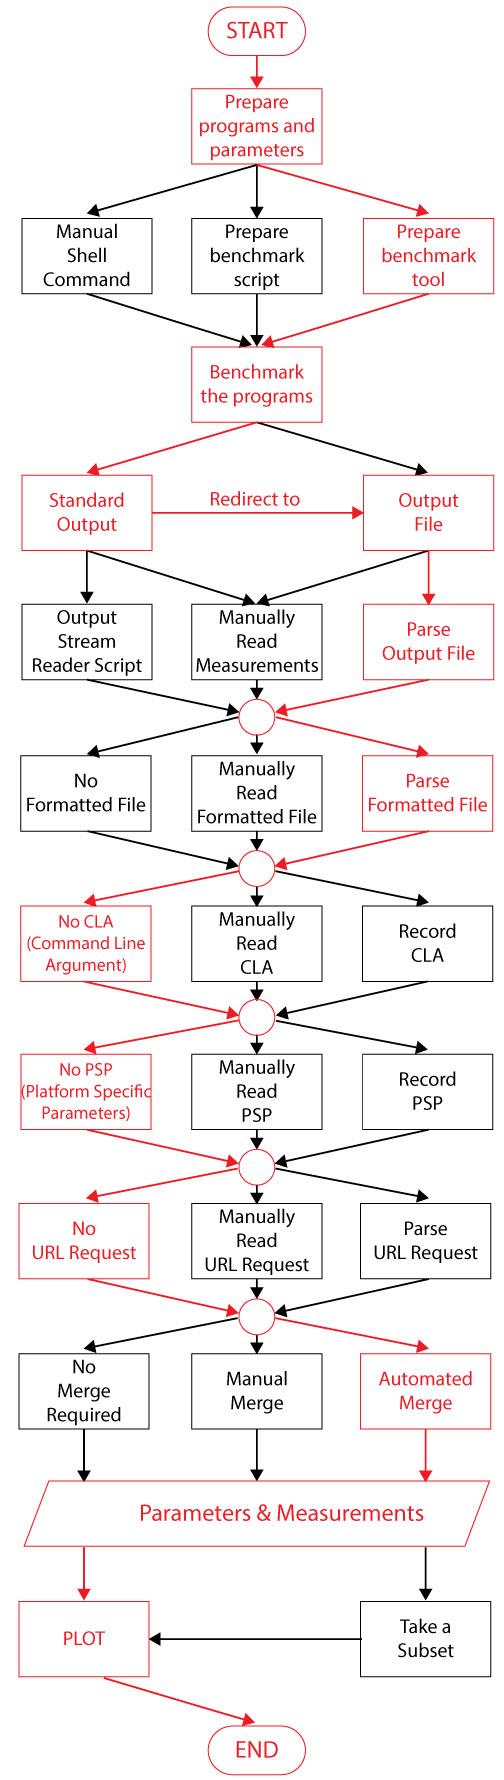 START
Prepare
programs and
parameters
Manual
Shell
Command
Prepare
benchmark
script
Prepare
benchmark
tool
Benchmark
the programs
Standard
Output
Redirect to
Output
File
Output
Stream
Reader Script
Manually
Read
Measurements
Parse
Output File
No
Formatted File
Manually
Read
Formatted File
Parse
Formatted File
No CLA
(Command Line
Argument)
Manually
Read
CLA
Record
CLA
No PSP
(Platform Specific
Parameters)
Manually
Read
PSP
Record
PSP
No
URL Request
Manually
Read
URL Request
Parse
URL Request
No
Merge
Required
Manual
Merge
Automated
Merge
Parameters & Measurements
PLOT
Take a
Subset
END